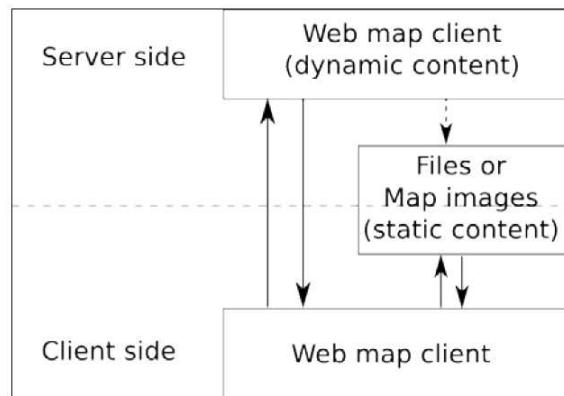 Server side
Web map client
(dynamic content)
Files or
Map images
(static content)
Client side
Web map client